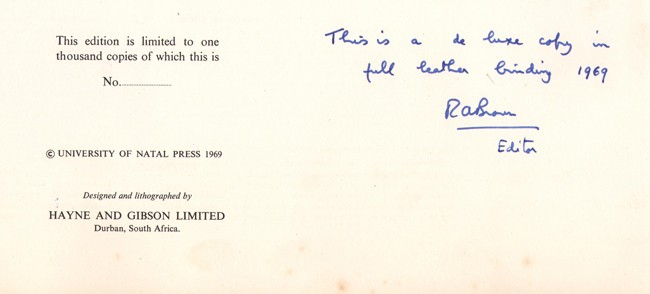 This edition is limited to one
thousand copies of which this is
No...................
© UNIVERSITY OF NATAL PRESS 1969
Designed and lithographed by
HAYNE AND GIBSON LIMITED
Durban, South Africa.
This is a de luxe copy in
full leather binding 1969
RABrown
Editor